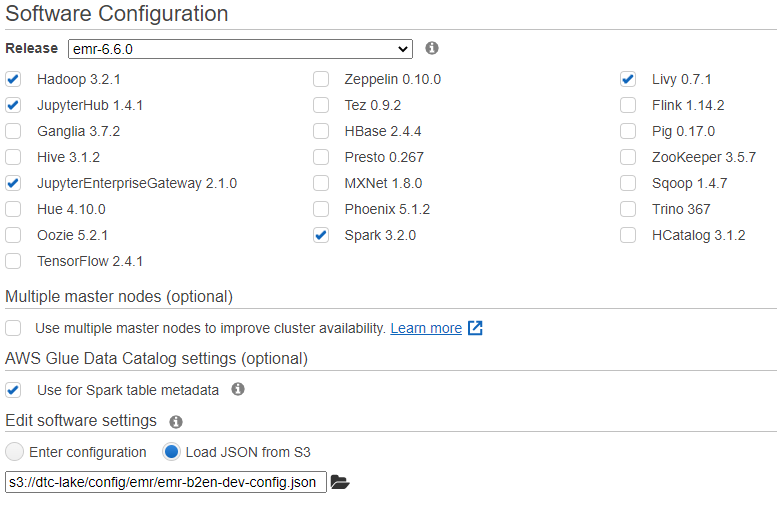 Software Configuration
Release emr-6.6.0
Hadoop 3.2.1 Zeppelin 0.10.0 Livy 0.7.1
JupyterHub 1.4.1 Tez 0.9.2 Flink 1.14.2
Ganglia 3.7.2 HBase 2.4.4 Pig 0.17.0
Hive 3.1.2 Presto 0.267 ZooKeeper 3.5.7
JupyterEnterpriseGateway 2.1.0 MXNet 1.8.0 Sqoop 1.4.7
Hue 4.10.0 Phoenix 5.1.2 Trino 367
Oozie 5.2.1 Spark 3.2.0 HCatalog 3.1.2
TensorFlow 2.4.1
Multiple master nodes (optional)
Use multiple master nodes to improve cluster availability. Learn more
AWS Glue Data Catalog settings (optional)
Use for Spark table metadata
Edit software settings
Enter configuration Load JSON from S3
s3://dtc-lake/config/emr/emr-b2en-dev-config.json